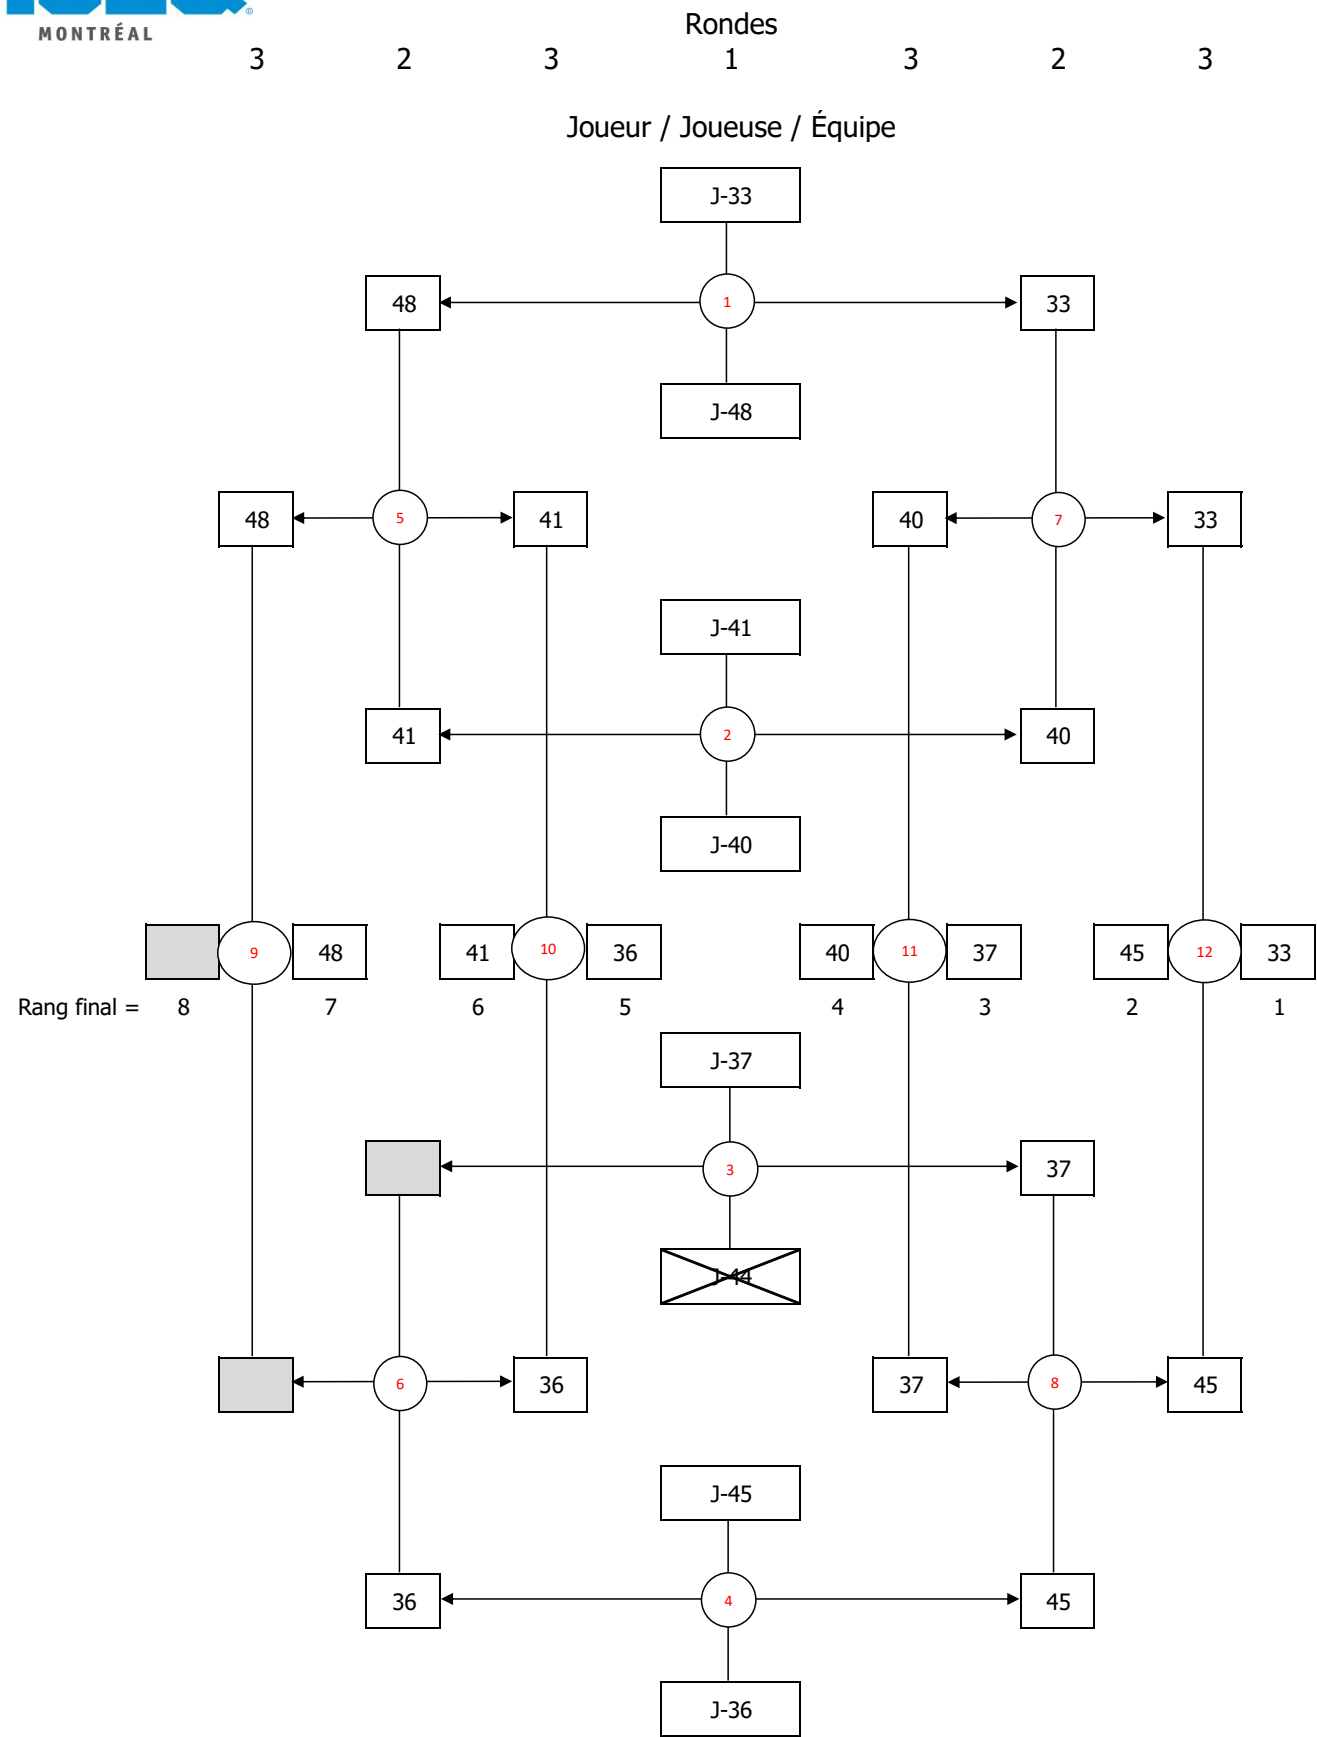 MONTRÉAL
Rondes
3 2 3 1 3 2 3
Joueur / Joueuse / Équipe
J-33
48 1 33
J-48
48 5 41 40 7 33
J-41
41 2 40
J-40
9 48 41 10 36 40 11 37 45 12 33
Rang final = 8 7 6 5 4 3 2 1
J-37
3 37
J-44
6 36 37 8 45
J-45
36 4 45
J-36